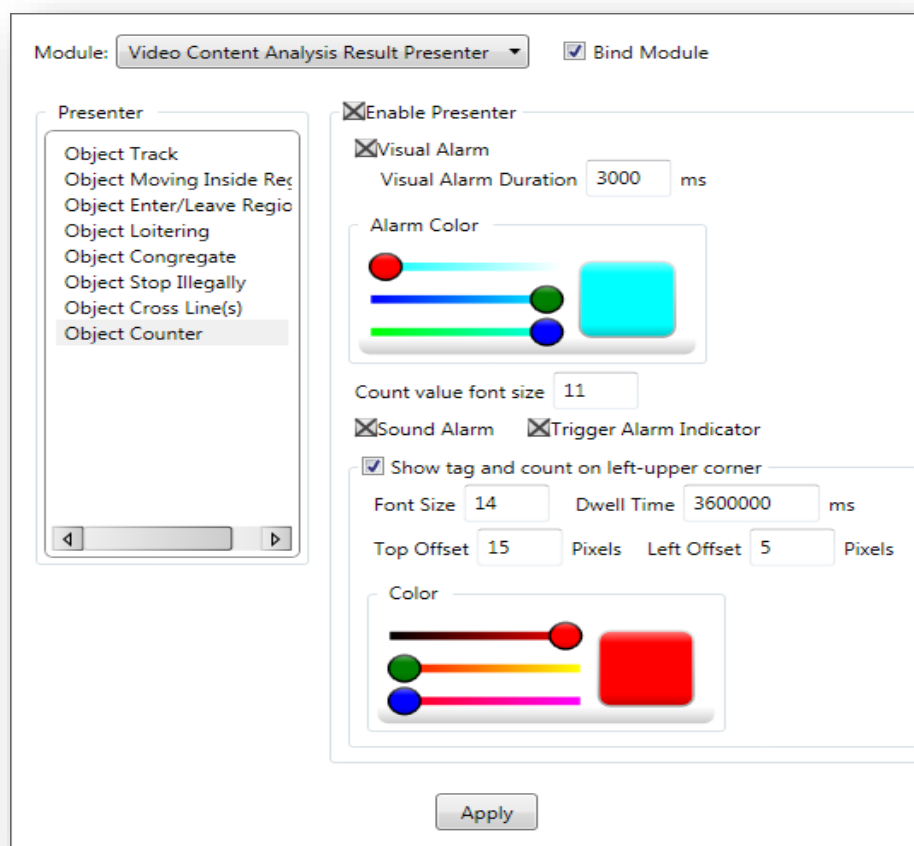 Module: Video Content Analysis Result Presenter Bind Module
Presenter
Object Track
Object Moving Inside Reg
Object Enter/Leave Regio
Object Loitering
Object Congregate
Object Stop Illegally
Object Cross Line(s)
Object Counter
Enable Presenter
Visual Alarm
Visual Alarm Duration 3000 ms
Alarm Color
Count value font size 11
Sound Alarm Trigger Alarm Indicator
Show tag and count on left-upper corner
Font Size 14 Dwell Time 3600000 ms
Top Offset 15 Pixels Left Offset 5 Pixels
Color
Apply